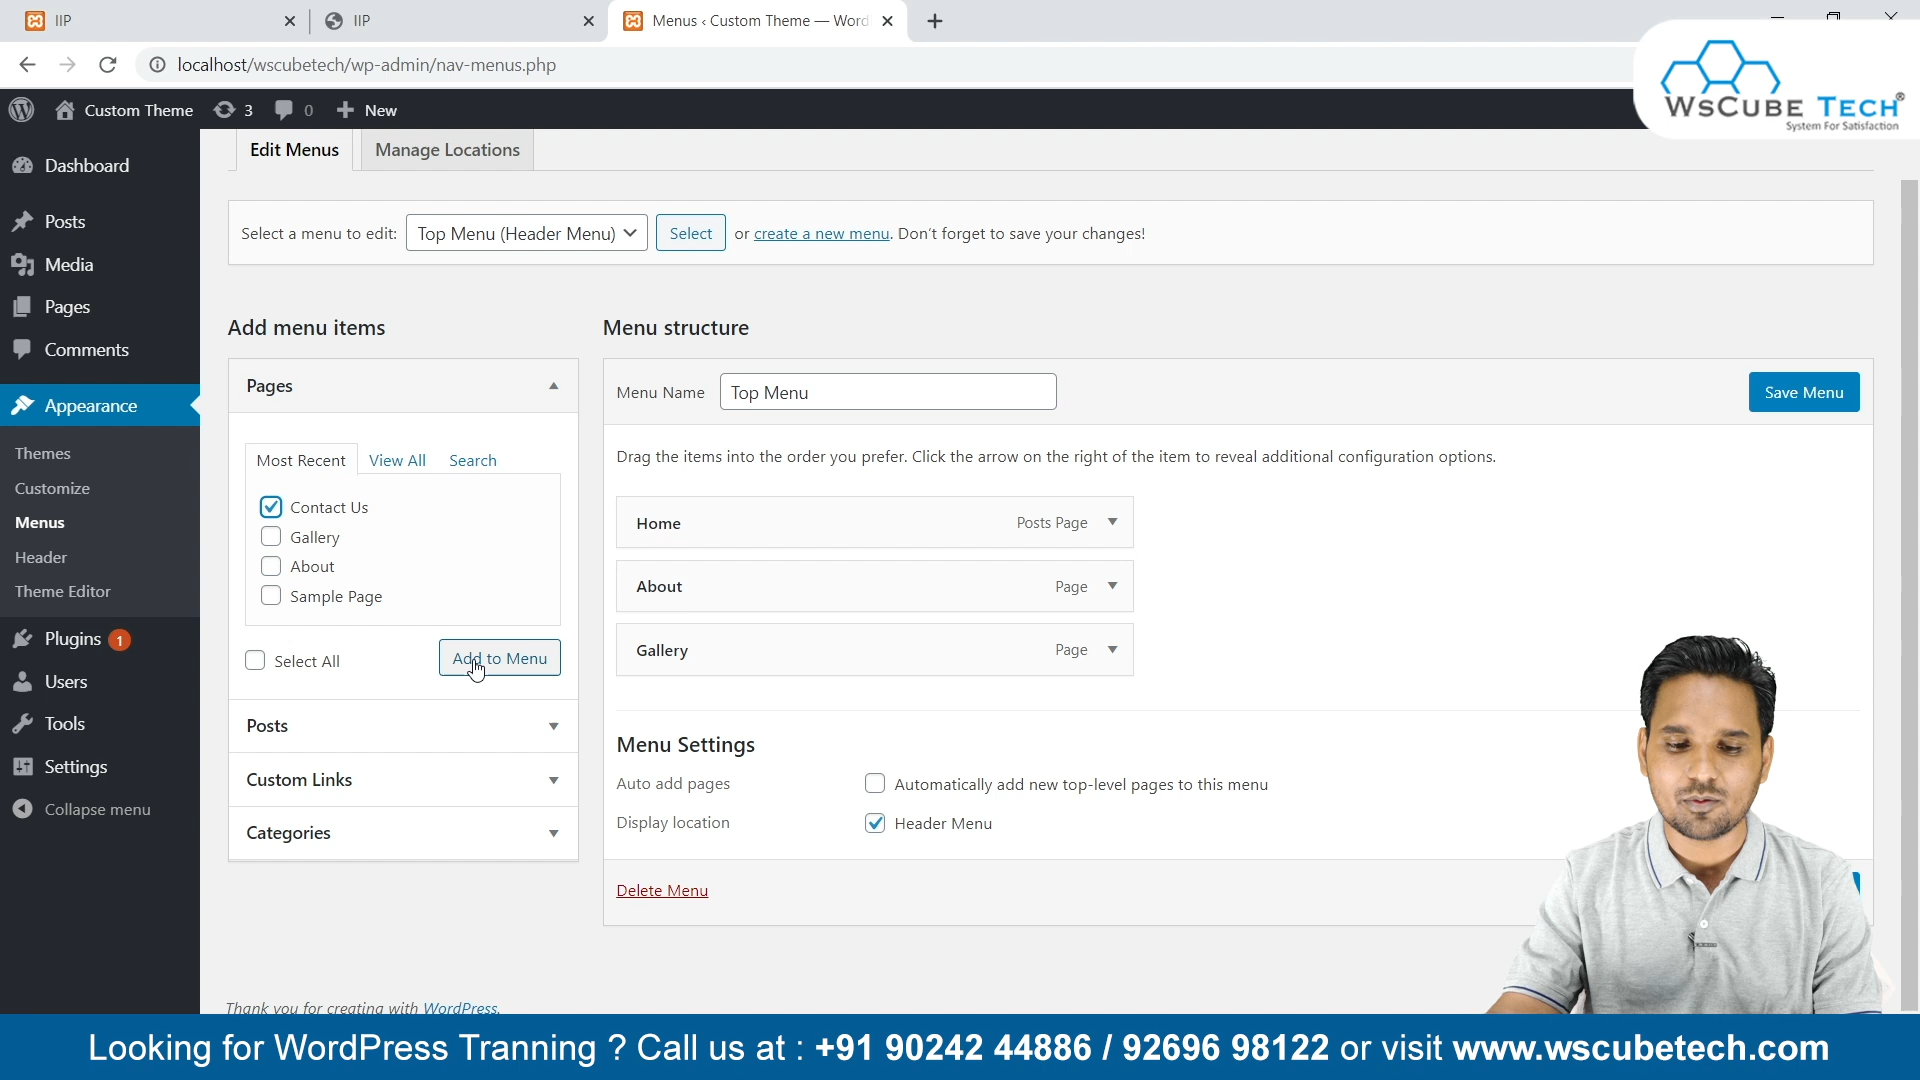 IIP
IIP
Menus ‹ Custom Theme — Word
localhost/wscubetech/wp-admin/nav-menus.php
WsCube Tech®
System For Satisfaction
Custom Theme 3 0 New
Dashboard
Posts
Media
Pages
Comments
Appearance
Themes
Customize
Menus
Header
Theme Editor
Plugins 1
Users
Tools
Settings
Collapse menu
Edit Menus Manage Locations
Select a menu to edit: Top Menu (Header Menu) Select or create a new menu. Don't forget to save your changes!
Add menu items
Pages
Most Recent View All Search
Contact Us
Gallery
About
Sample Page
Select All Add to Menu
Posts
Custom Links
Categories
Menu structure
Menu Name Top Menu Save Menu
Drag the items into the order you prefer. Click the arrow on the right of the item to reveal additional configuration options.
Home Posts Page
About Page
Gallery Page
Menu Settings
Auto add pages Automatically add new top-level pages to this menu
Display location Header Menu
Delete Menu
Thank you for creating with WordPress.
Looking for WordPress Tranning ? Call us at : +91 90242 44886 / 92696 98122 or visit www.wscubetech.com